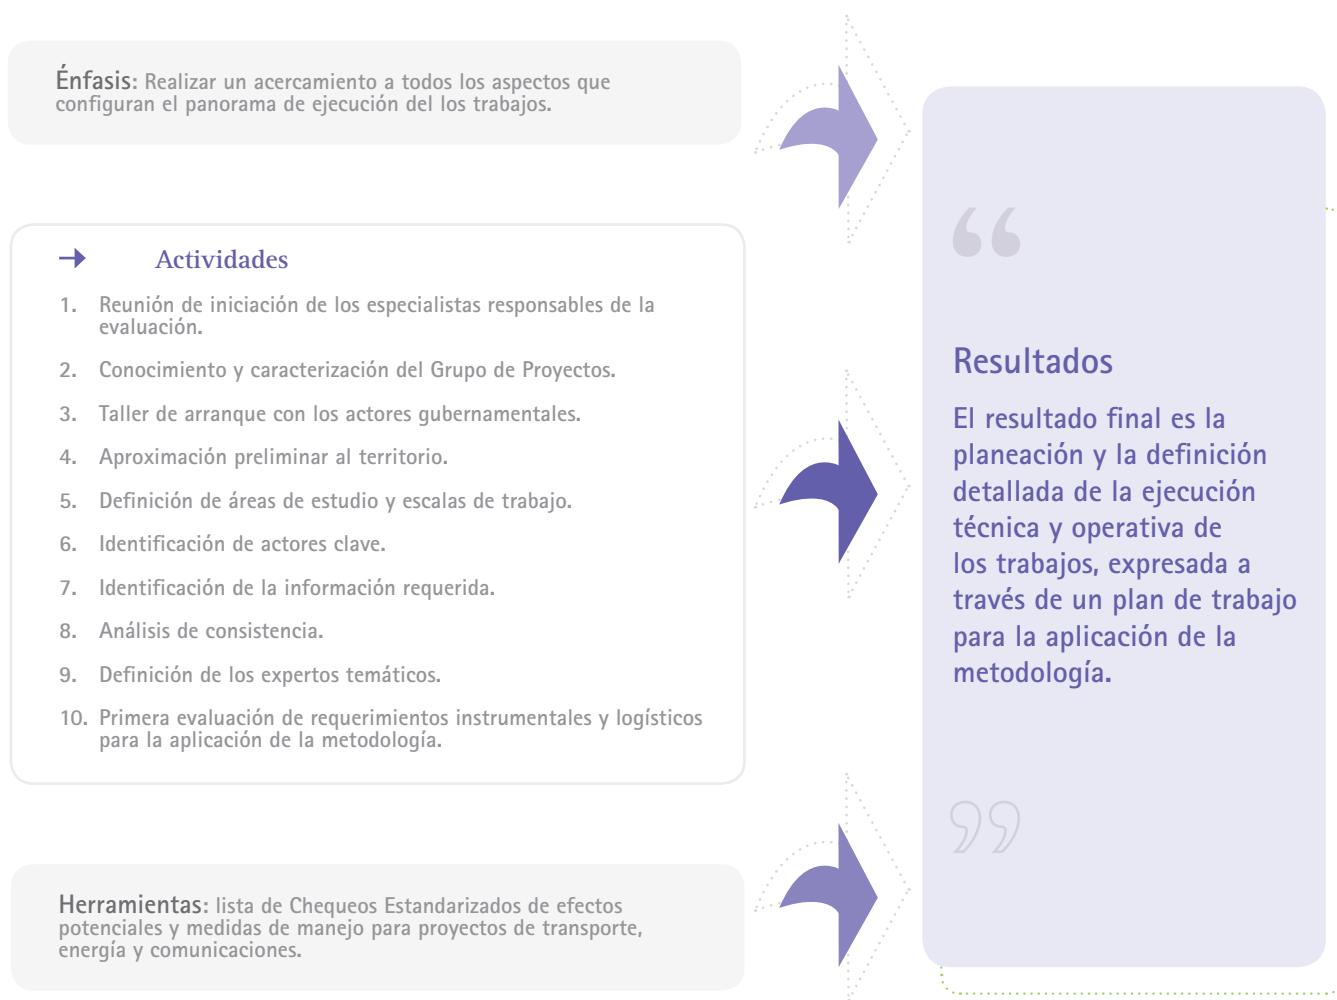 Énfasis: Realizar un acercamiento a todos los aspectos que
configuran el panorama de ejecución del los trabajos.
Actividades
1. Reunión de iniciación de los especialistas responsables de la
evaluación.
2. Conocimiento y caracterización del Grupo de Proyectos.
3. Taller de arranque con los actores gubernamentales.
4. Aproximación preliminar al territorio.
5. Definición de áreas de estudio y escalas de trabajo.
6. Identificación de actores clave.
7. Identificación de la información requerida.
8. Análisis de consistencia.
9. Definición de los expertos temáticos.
10. Primera evaluación de requerimientos instrumentales y logísticos
para la aplicación de la metodología.
Herramientas: lista de Chequeos Estandarizados de efectos
potenciales y medidas de manejo para proyectos de transporte,
energía y comunicaciones.
“
Resultados
El resultado final es la
planeación y la definición
detallada de la ejecución
técnica y operativa de
los trabajos, expresada a
través de un plan de trabajo
para la aplicación de la
metodología.
”